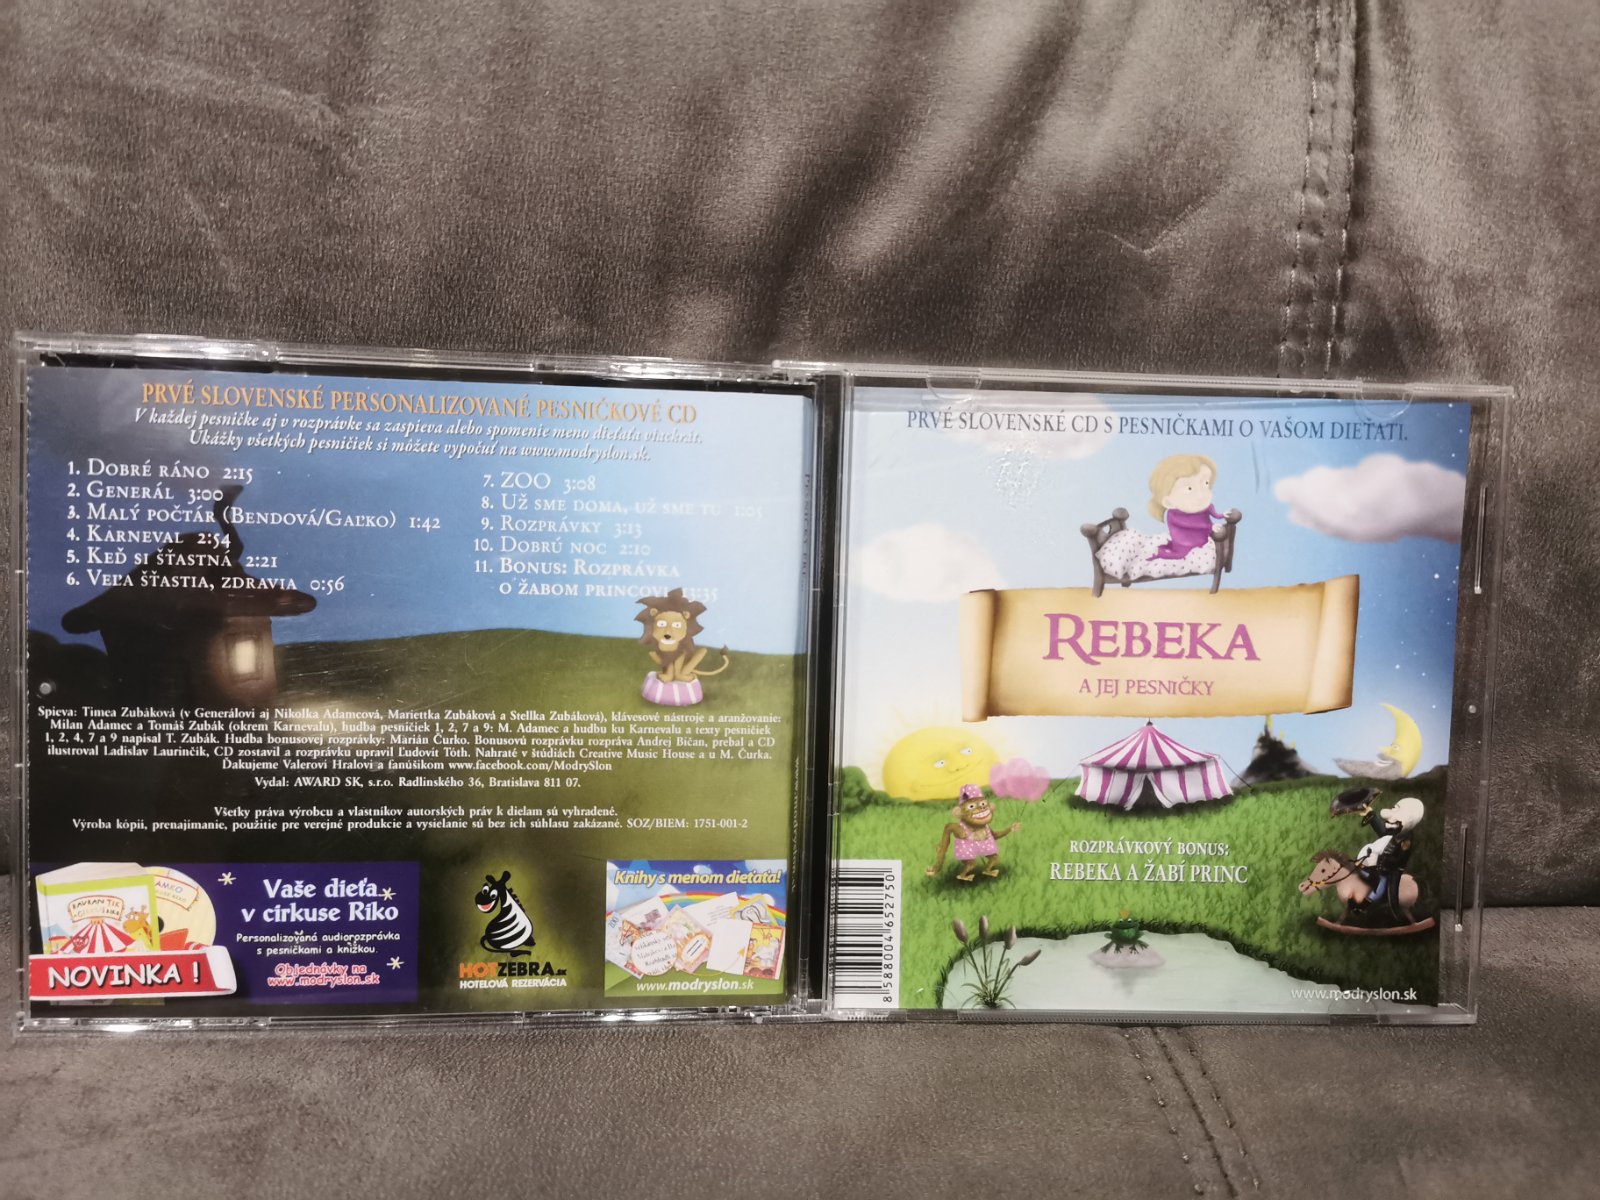 PRVÉ SLOVENSKÉ PERSONALIZOVANÉ PESNIČKOVÉ CD
V každej pesničke aj v rozprávke sa zaspieva alebo spomenie meno dieťaťa viackrát.
Ukážky všetkých pesničiek si môžete vypočuť na www.modryslon.sk.
1. DOBRÉ RÁNO 2:15
2. GENERÁL 3:00
3. MALÝ POČTÁR (BENDOVÁ/GAĽKO) 1:42
4. KARNEVAL 2:54
5. KEĎ SI ŠŤASTNÁ 2:21
6. VEĽA ŠŤASTIA, ZDRAVIA 0:56
7. ZOO 3:08
8. UŽ SME DOMA, UŽ SME TU 1:05
9. ROZPRÁVKY 3:13
10. DOBRÚ NOC 2:10
11. BONUS: ROZPRÁVKA
O ŽABOM PRINCOVI 13:35
Spieva: Timea Zubáková (v Generálovi aj Nikolka Adamcová, Mariettka Zubáková a Stellka Zubáková), klávesové nástroje a aranžovanie:
Milan Adamec a Tomáš Zubák (okrem Karnevalu), hudba pesničiek 1, 2, 7 a 9: M. Adamec a hudbu ku Karnevalu a texty pesničiek
1, 2, 4, 7 a 9 napísal T. Zubák. Hudba bonusovej rozprávky: Marián Čurko. Bonusovú rozprávku rozpráva Andrej Bičan, prebal a CD
ilustroval Ladislav Laurinčík, CD zostavil a rozprávku upravil Ľudovít Tóth. Nahraté v štúdiách Creative Music House a u M. Čurka.
Ďakujeme Valerovi Hralovi a fanúšikom www.facebook.com/ModrySlon
Vydal: AWARD SK, s.r.o. Radlinského 36, Bratislava 811 07.
Všetky práva výrobcu a vlastníkov autorských práv k dielam sú vyhradené.
Výroba kópií, prenajímanie, použitie pre verejné produkcie a vysielanie sú bez ich súhlasu zakázané. SOZ/BIEM: 1751-001-2
Vaše dieťa
v cirkuse Riko
Personalizovaná audiorozprávka
s pesničkami a knižkou.
Objednávky na
www.modryslon.sk
NOVINKA !
HOTZEBRA.sk
HOTELOVÁ REZERVÁCIA
Knihy s menom dieťaťa!
www.modryslon.sk
PRVÉ SLOVENSKÉ CD S PESNIČKAMI O VAŠOM DIEŤATI.
REBEKA
A JEJ PESNIČKY
ROZPRÁVKOVÝ BONUS:
REBEKA A ŽABÍ PRINC
8 588004 652750
www.modryslon.sk